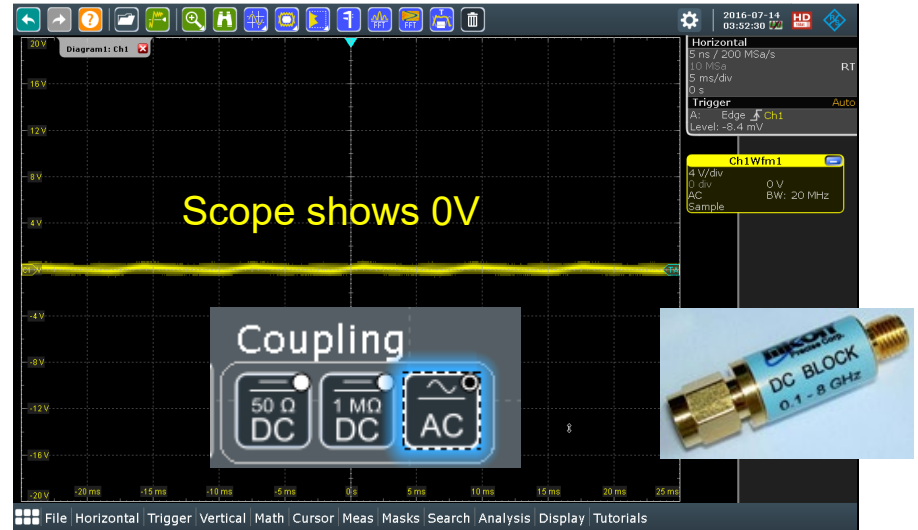 2016-07-14
03:52:30
HD
20 V
Diagram1: Ch1
16 V
12 V
8 V
4 V
-4 V
-8 V
-12 V
-16 V
-20 V
-20 ms
-15 ms
-10 ms
-5 ms
0 s
5 ms
10 ms
15 ms
20 ms
25 ms
FFT
FFT
Horizontal
5 ns / 200 MSa/s
10 MSa
RT
5 ms/div
0 s
Trigger
Auto
A: Edge Ch1
Level: -8.4 mV
Ch1Wfm1
4 V/div
0 div 0 V
AC BW: 20 MHz
Sample
Scope shows 0V
TA
Coupling
50 Ω
DC
1 MΩ
DC
AC
Precise Corp.
DC BLOCK
0.1 - 8 GHz
File Horizontal Trigger Vertical Math Cursor Meas Masks Search Analysis Display Tutorials